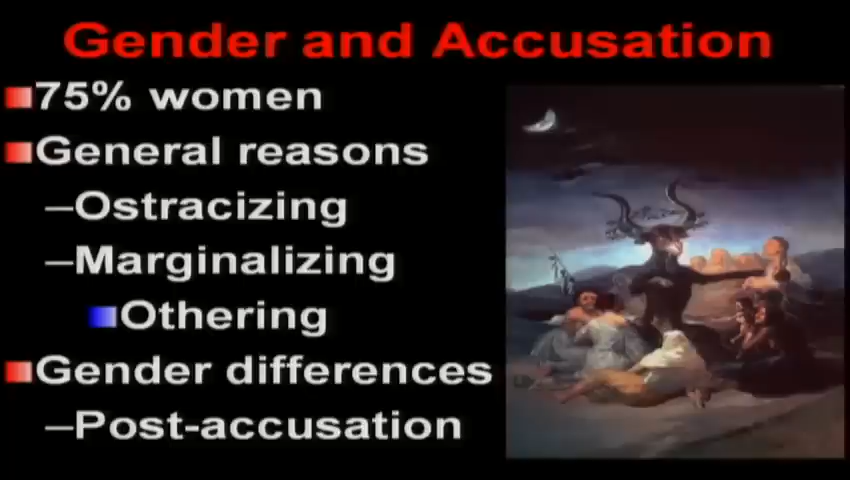 Gender and Accusation
75% women
General reasons
–Ostracizing
–Marginalizing
Othering
Gender differences
–Post-accusation